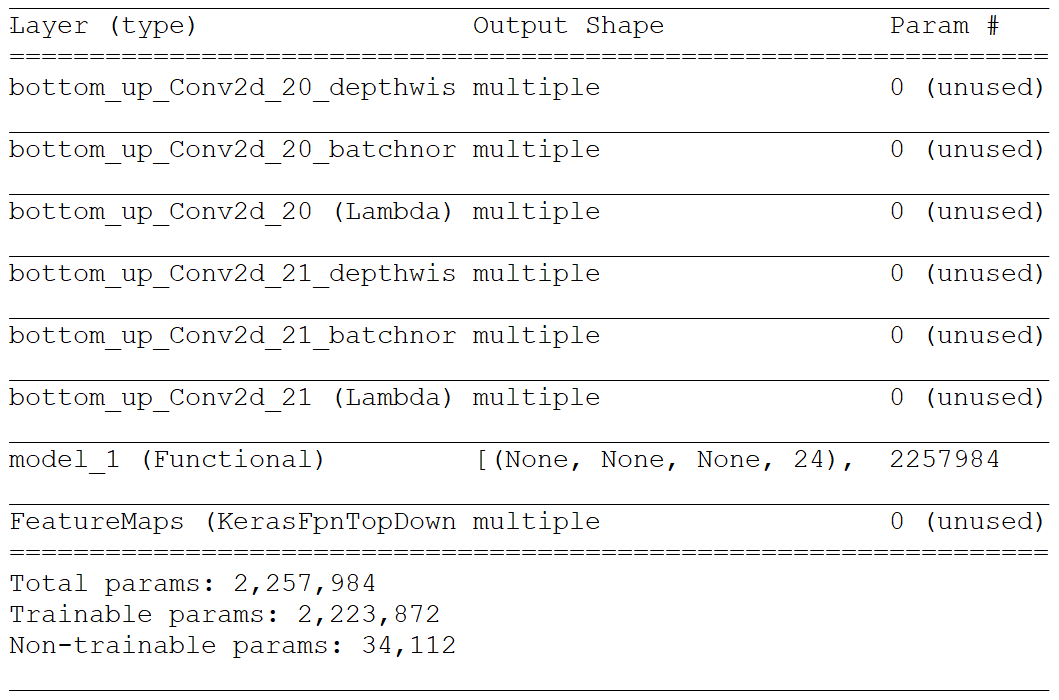 Layer (type) Output Shape Param #
=================================================================
bottom_up_Conv2d_20_depthwis multiple 0 (unused)
bottom_up_Conv2d_20_batchnor multiple 0 (unused)
bottom_up_Conv2d_20 (Lambda) multiple 0 (unused)
bottom_up_Conv2d_21_depthwis multiple 0 (unused)
bottom_up_Conv2d_21_batchnor multiple 0 (unused)
bottom_up_Conv2d_21 (Lambda) multiple 0 (unused)
model_1 (Functional) [(None, None, None, 24), 2257984
FeatureMaps (KerasFpnTopDown multiple 0 (unused)
=================================================================
Total params: 2,257,984
Trainable params: 2,223,872
Non-trainable params: 34,112